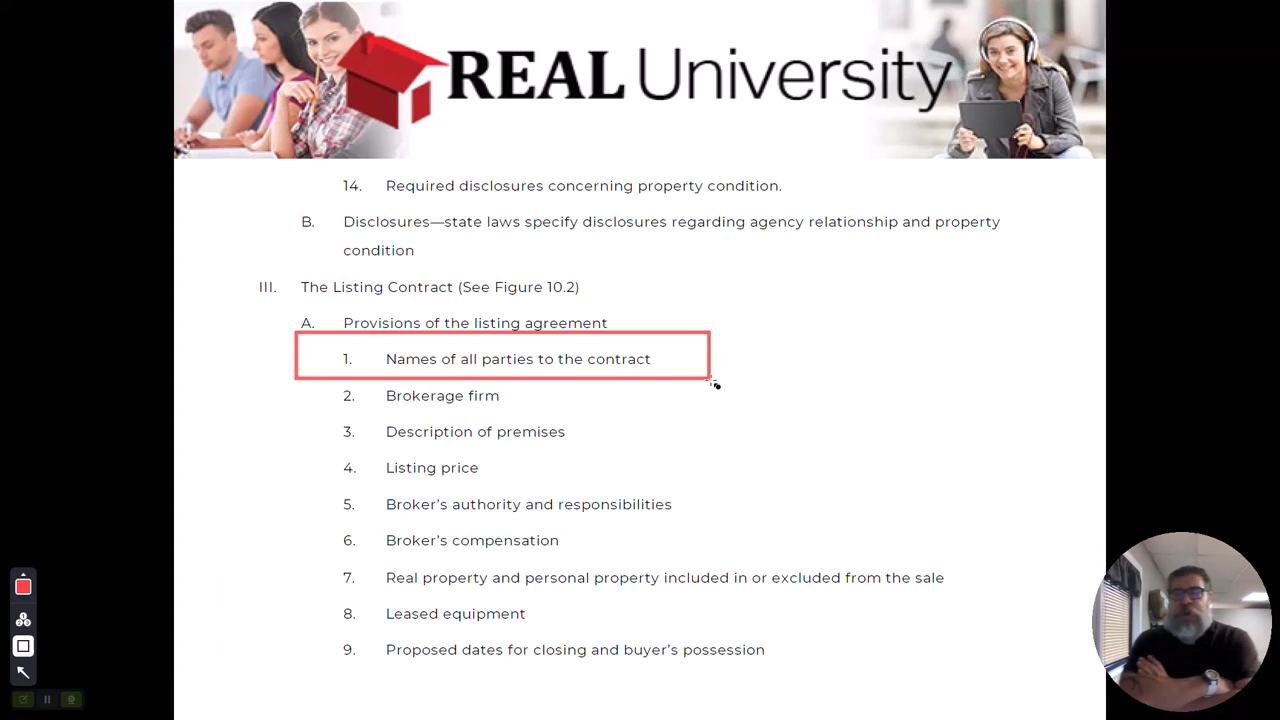 REAL University
14. Required disclosures concerning property condition.
B. Disclosures—state laws specify disclosures regarding agency relationship and property
condition
III. The Listing Contract (See Figure 10.2)
A. Provisions of the listing agreement
1. Names of all parties to the contract
2. Brokerage firm
3. Description of premises
4. Listing price
5. Broker’s authority and responsibilities
6. Broker’s compensation
7. Real property and personal property included in or excluded from the sale
8. Leased equipment
9. Proposed dates for closing and buyer’s possession